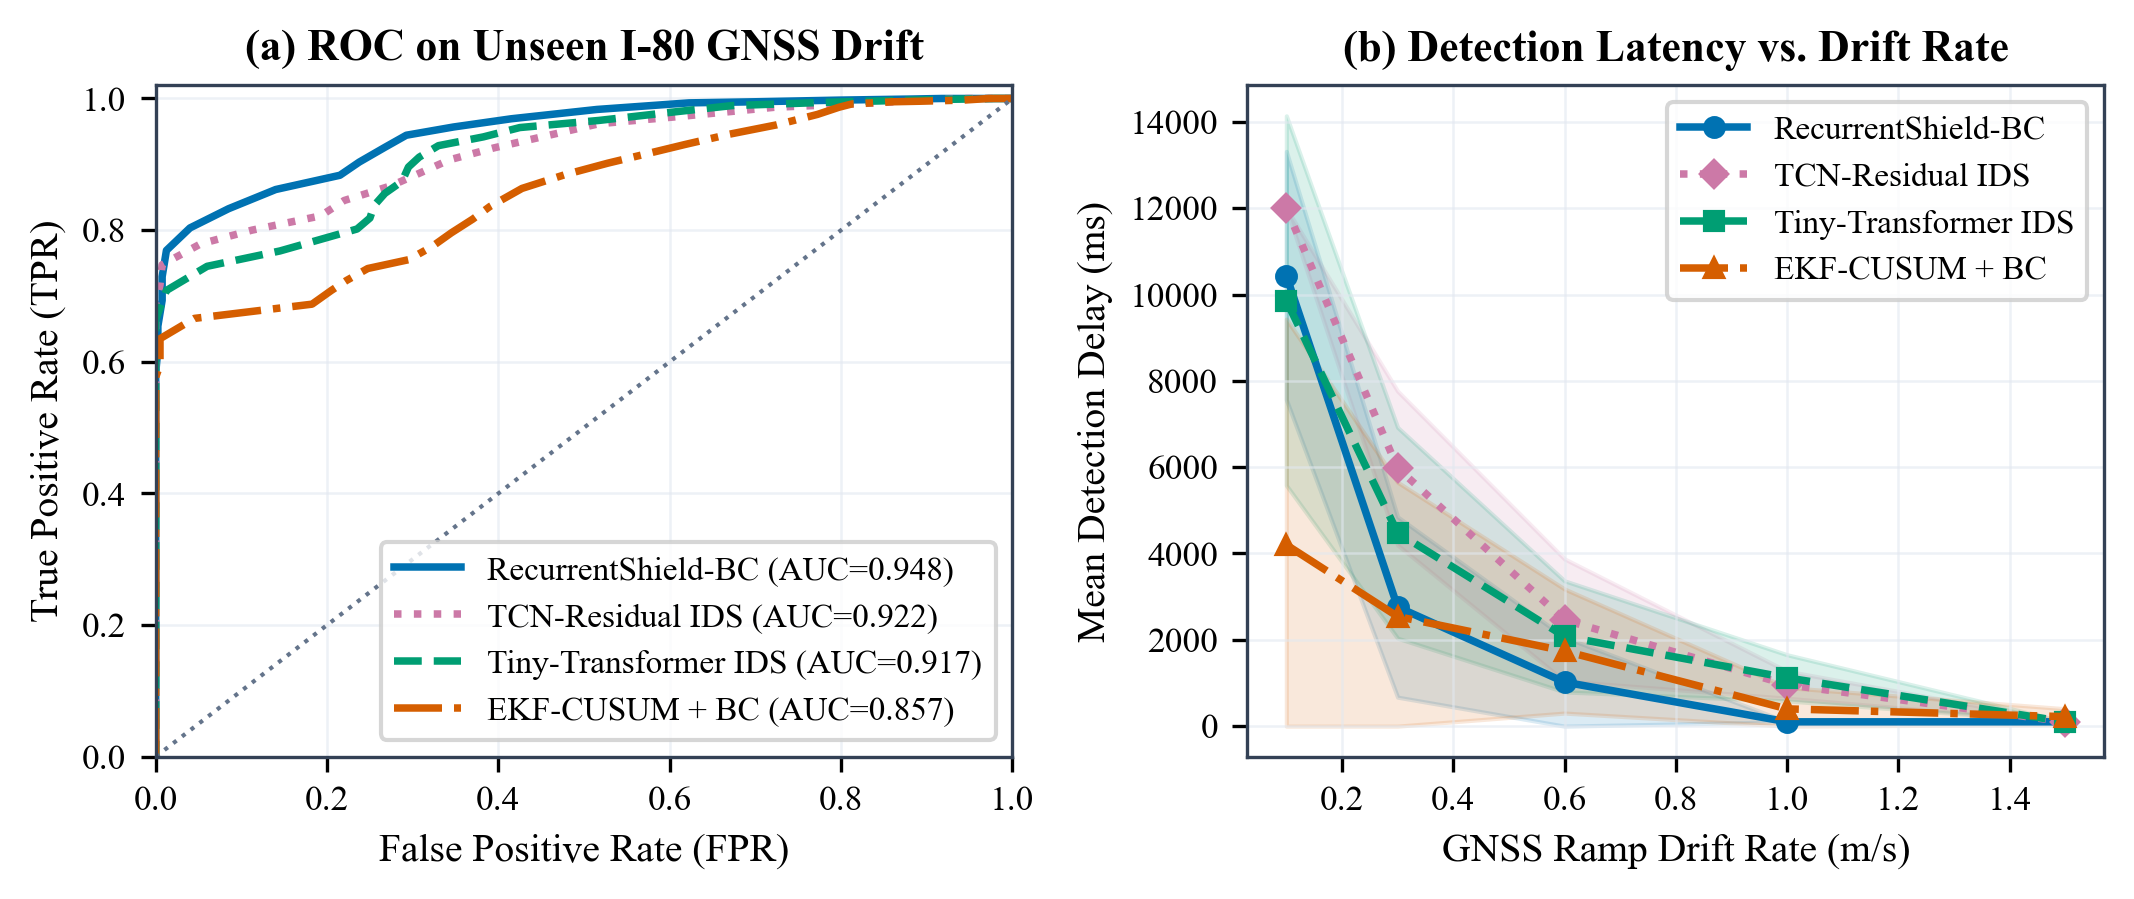 (a) ROC on Unseen I-80 GNSS Drift
True Positive Rate (TPR)
1.0
0.8
0.6
0.4
0.2
0.0
RecurrentShield-BC (AUC=0.948)
TCN-Residual IDS (AUC=0.922)
Tiny-Transformer IDS (AUC=0.917)
EKF-CUSUM + BC (AUC=0.857)
0.0 0.2 0.4 0.6 0.8 1.0
False Positive Rate (FPR)
(b) Detection Latency vs. Drift Rate
Mean Detection Delay (ms)
14000
12000
10000
8000
6000
4000
2000
0
RecurrentShield-BC
TCN-Residual IDS
Tiny-Transformer IDS
EKF-CUSUM + BC
0.2 0.4 0.6 0.8 1.0 1.2 1.4
GNSS Ramp Drift Rate (m/s)